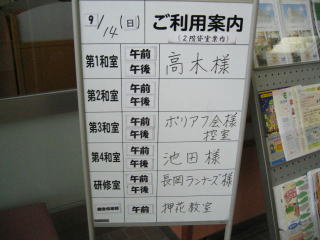 9/14(日) ご利用案内
(2階貸室案内)
第1和室 午前 午後 高木様
第2和室 午前 午後
第3和室 午前 午後 ポリアフ会様 控室
第4和室 午前 午後 池田様
研修室 午前 午後 長岡ランナーズ様
午前 押花教室